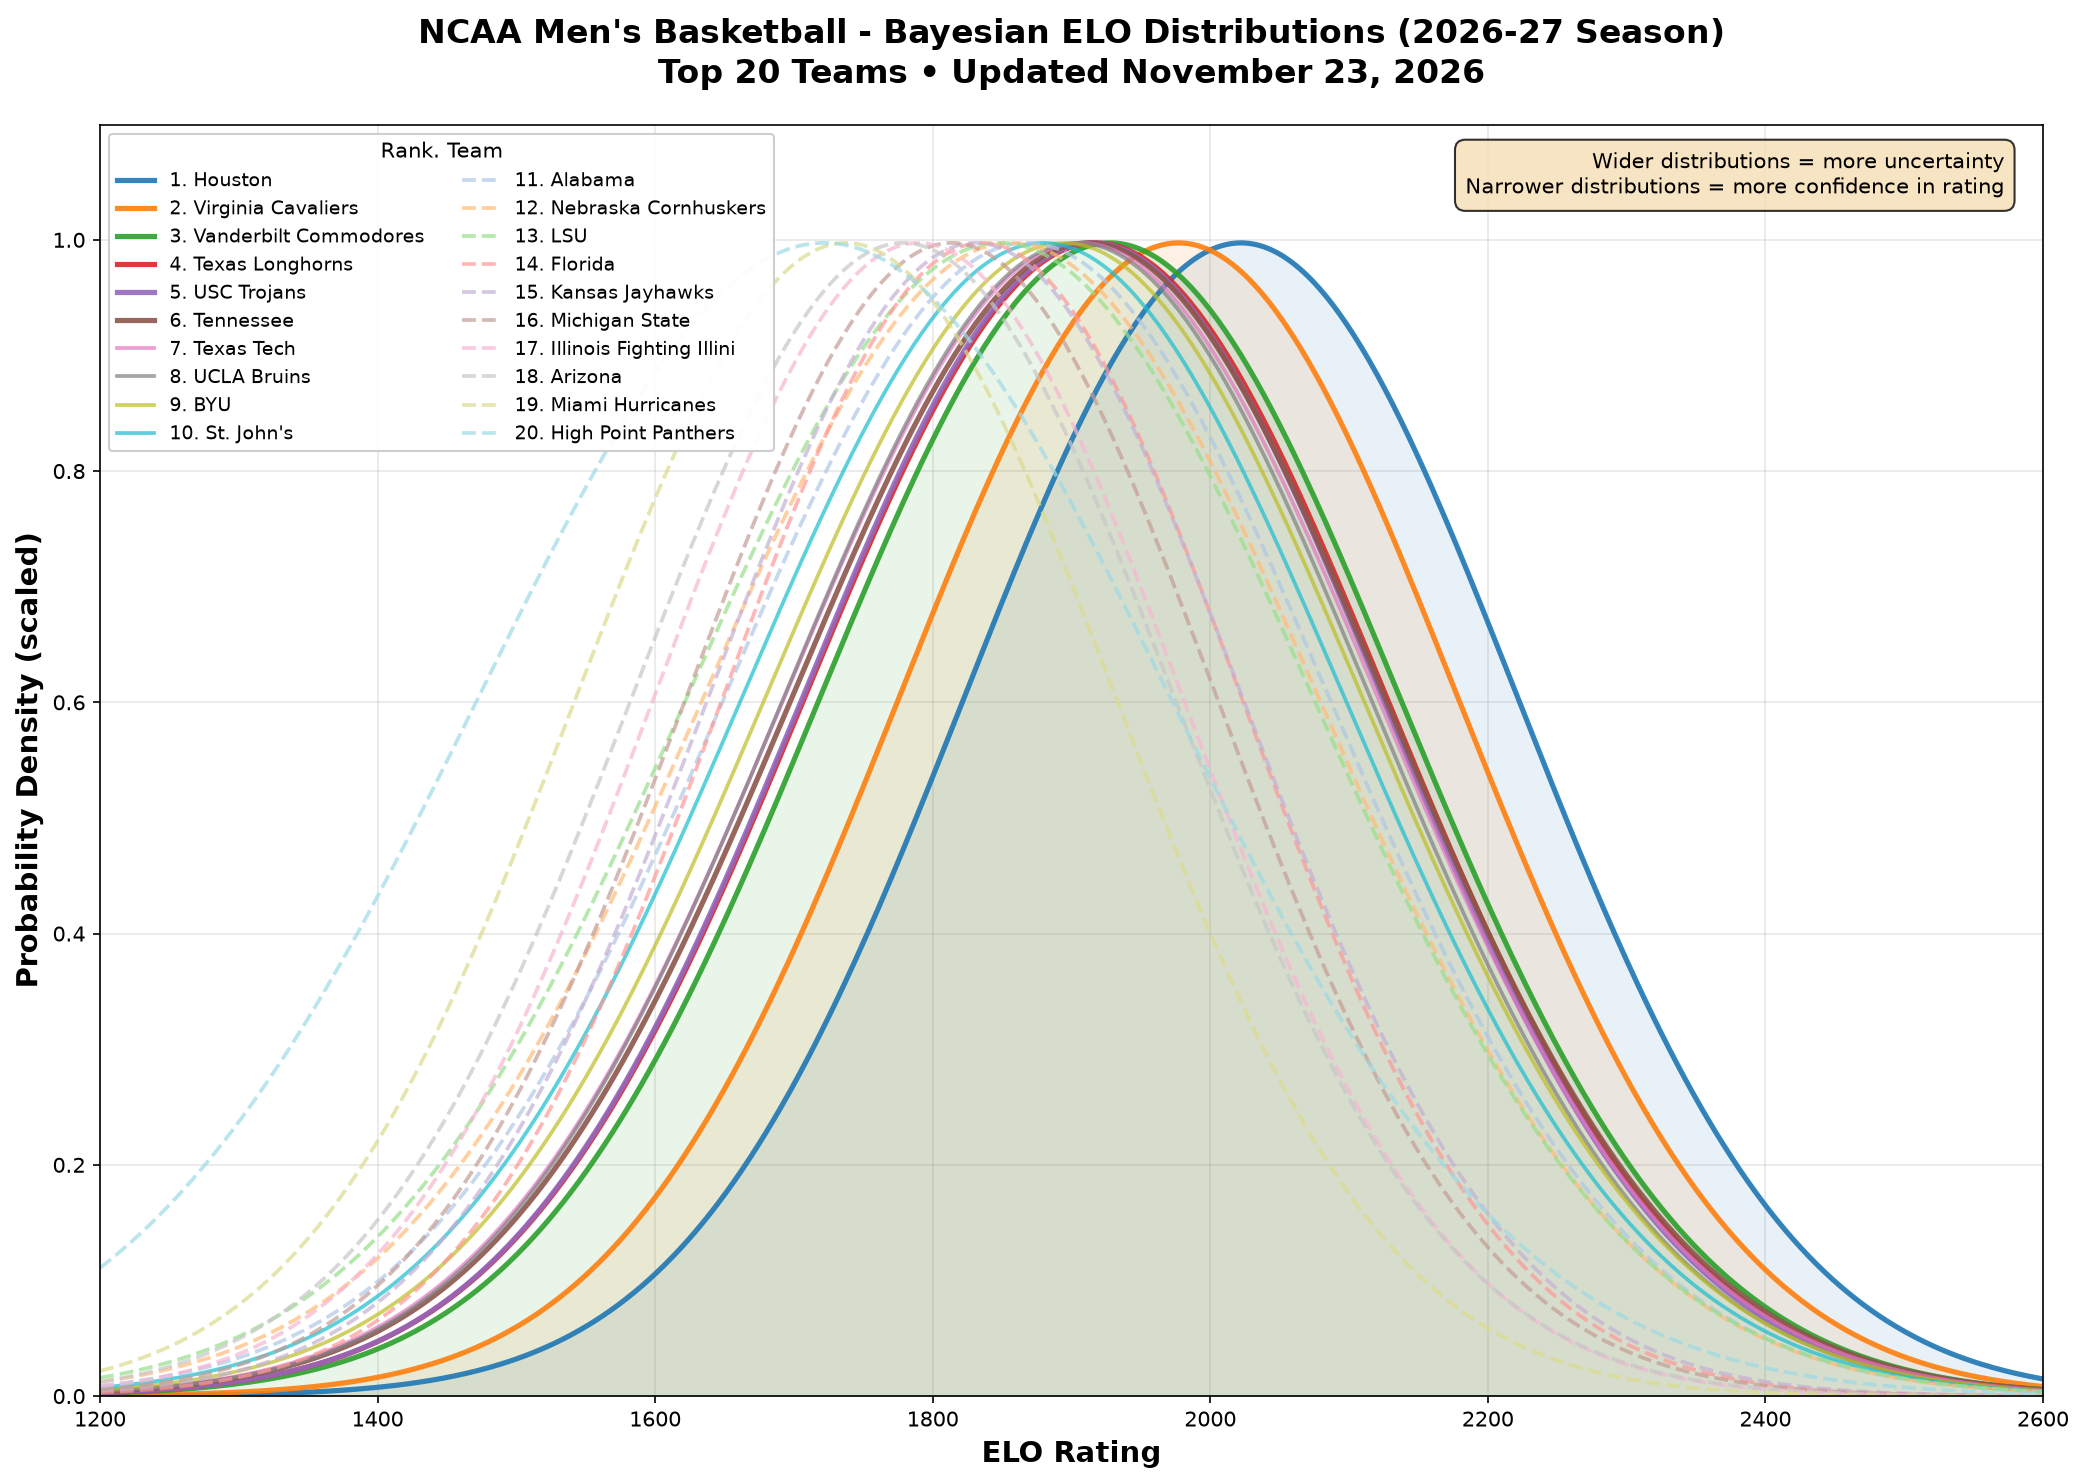 NCAA Men's Basketball - Bayesian ELO Distributions (2026-27 Season)
Top 20 Teams • Updated November 23, 2026
Rank. Team
1. Houston
2. Virginia Cavaliers
3. Vanderbilt Commodores
4. Texas Longhorns
5. USC Trojans
6. Tennessee
7. Texas Tech
8. UCLA Bruins
9. BYU
10. St. John's
11. Alabama
12. Nebraska Cornhuskers
13. LSU
14. Florida
15. Kansas Jayhawks
16. Michigan State
17. Illinois Fighting Illini
18. Arizona
19. Miami Hurricanes
20. High Point Panthers
Wider distributions = more uncertainty
Narrower distributions = more confidence in rating
Probability Density (scaled)
1.0
0.8
0.6
0.4
0.2
0.0
1200
1400
1600
1800
2000
2200
2400
2600
ELO Rating